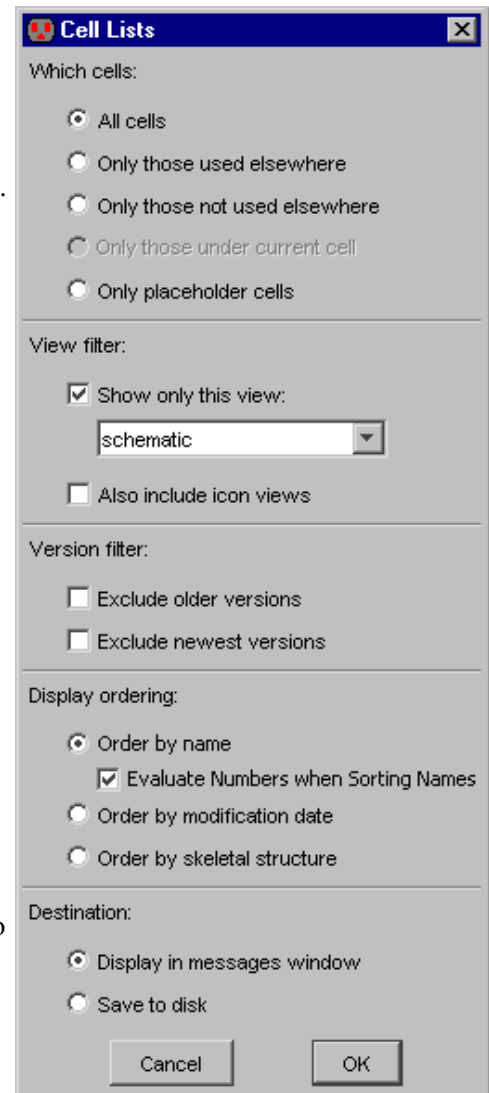 Cell Lists
Which cells:
All cells
Only those used elsewhere
.
Only those not used elsewhere
Only those under current cell
Only placeholder cells
View filter:
Show only this view:
schematic
Also include icon views
Version filter:
Exclude older versions
Exclude newest versions
Display ordering:
Order by name
Evaluate Numbers when Sorting Names
Order by modification date
Order by skeletal structure
Destination:
Display in messages window
Save to disk
Cancel OK